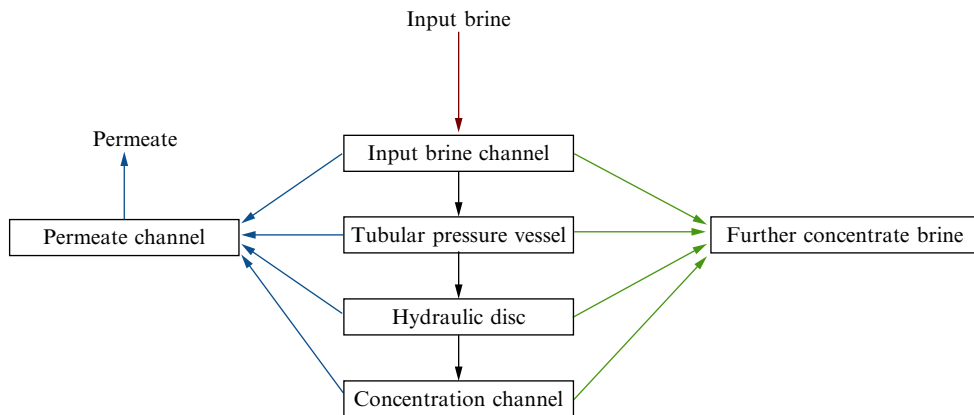 Input brine
Permeate
Input brine channel
Permeate channel
Tubular pressure vessel
Further concentrate brine
Hydraulic disc
Concentration channel